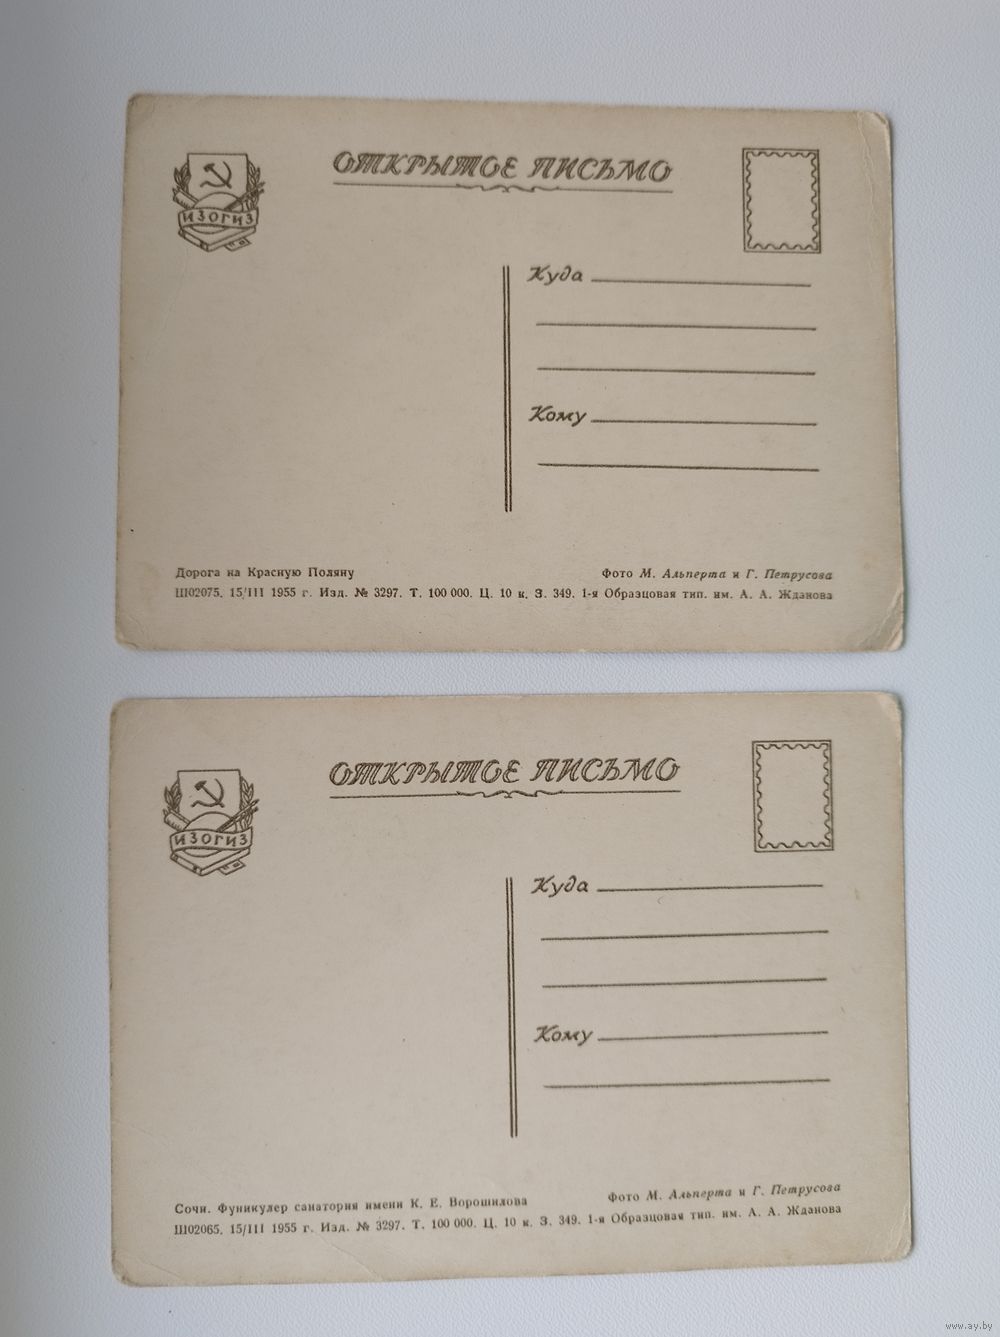 ОТКРЫТОЕ ПИСЬМО
ИЗОГИЗ
Куда
Кому
Дорога на Красную Поляну Фото М. Альперта и Г. Петрусова
Ш02075. 15/III 1955 г. Изд. № 3297. Т. 100 000. Ц. 10 к. З. 349. 1-я Образцовая тип. им. А. А. Жданова
ОТКРЫТОЕ ПИСЬМО
ИЗОГИЗ
Куда
Кому
Сочи. Фуникулер санатория имени К. Е. Ворошилова Фото М. Альперта и Г. Петрусова
Ш02065. 15/III 1955 г. Изд. № 3297. Т. 100 000. Ц. 10 к. З. 349. 1-я Образцовая тип. им. А. А. Жданова
www.ay.by